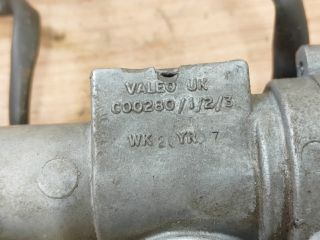 VALEO UK
C00280/1/2/3
WK 2 YR 7